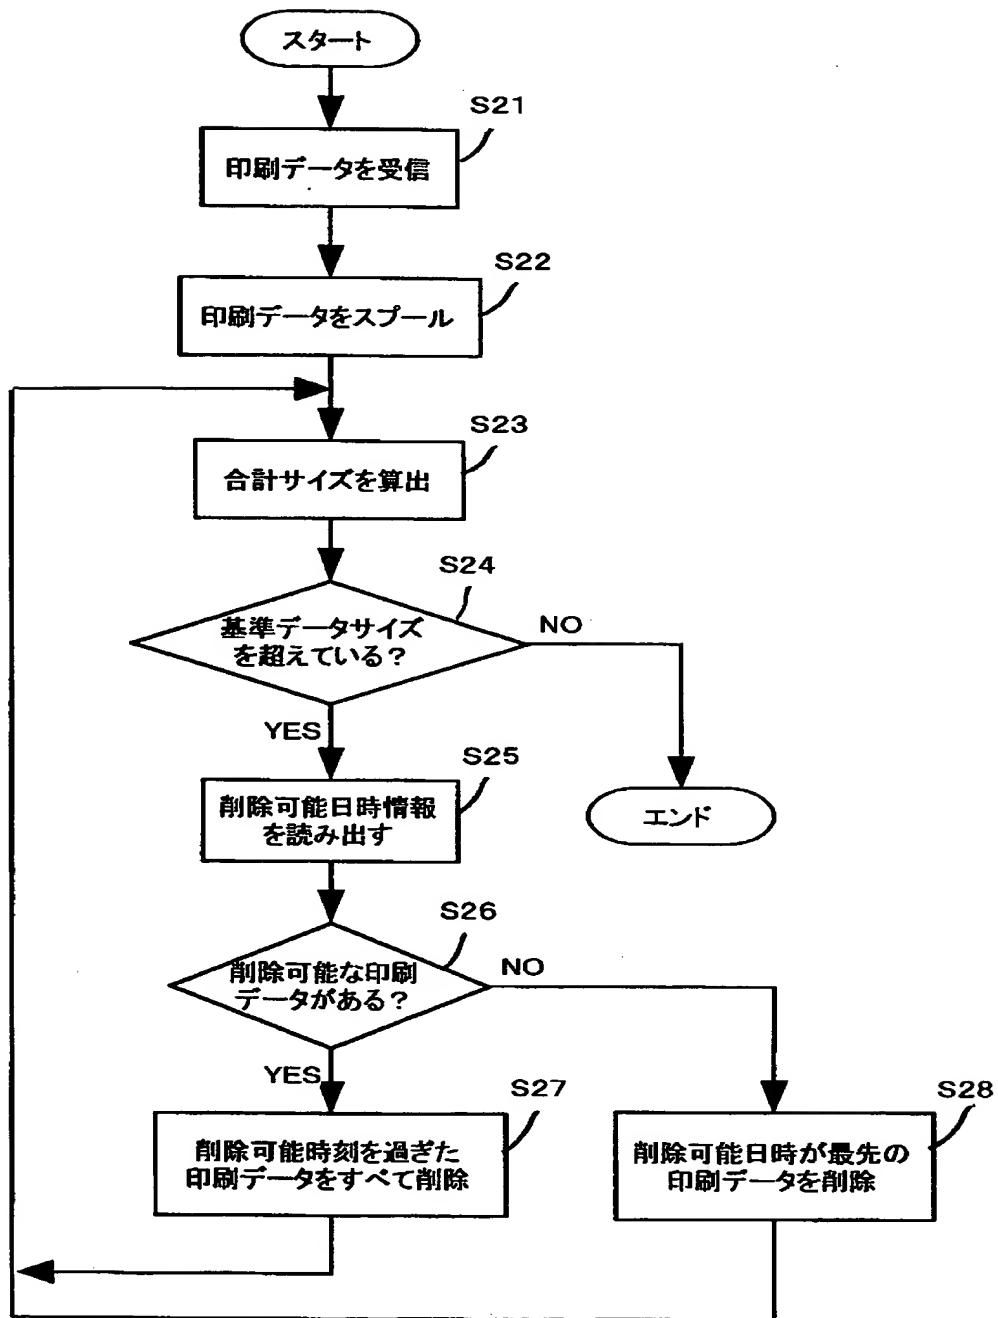 スタート
S21
印刷データを受信
S22
印刷データをスプール
S23
合計サイズを算出
S24
基準データサイズ
を超えている?
NO
YES
S25
削除可能日時情報
を読み出す
エンド
S26
削除可能な印刷
データがある?
NO
YES
S27
削除可能時刻を過ぎた
印刷データをすべて削除
S28
削除可能日時が最先の
印刷データを削除